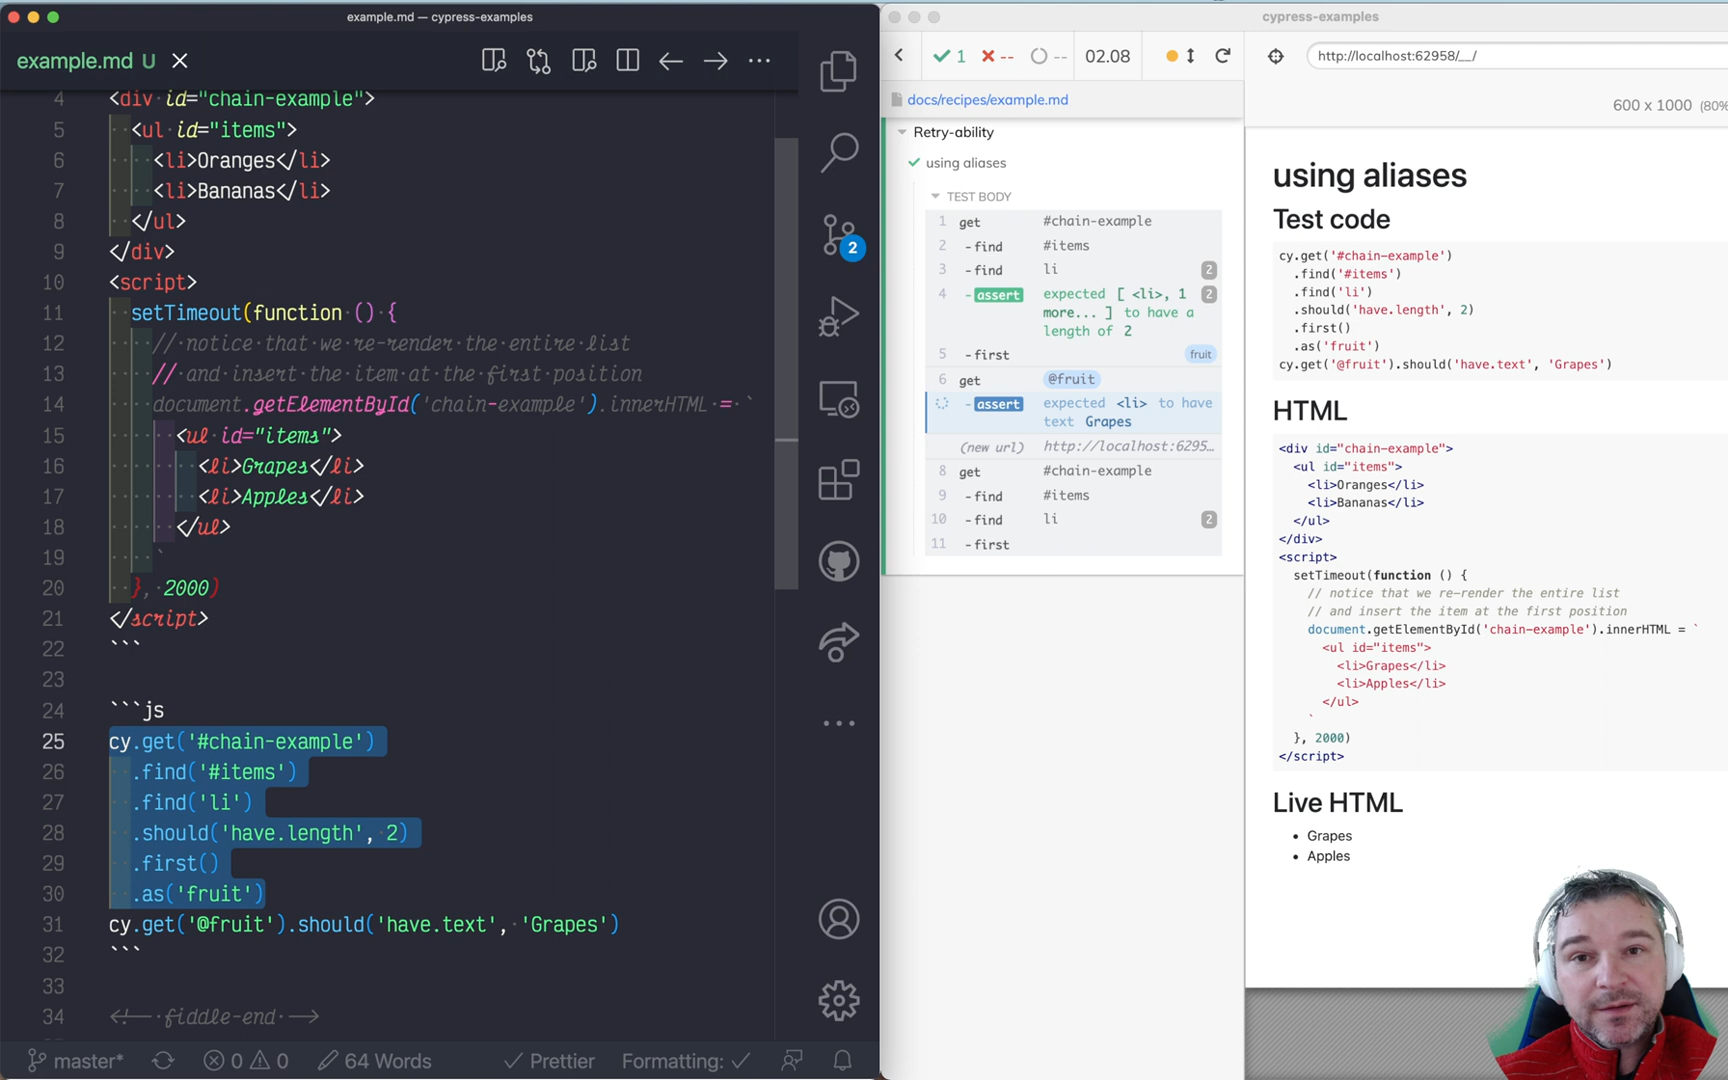 example.md — cypress-examples
example.md U
4 <div id="chain-example">
5 <ul id="items">
6 <li>Oranges</li>
7 <li>Bananas</li>
8 </ul>
9 </div>
10 <script>
11 setTimeout(function () {
12 // notice that we re-render the entire list
13 // and insert the item at the first position
14 document.getElementById('chain-example').innerHTML = `
15 <ul id="items">
16 <li>Grapes</li>
17 <li>Apples</li>
18 </ul>
19 `
20 }, 2000)
21 </script>
22 ```
23
24 ```js
25 cy.get('#chain-example')
26 .find('#items')
27 .find('li')
28 .should('have.length', 2)
29 .first()
30 .as('fruit')
31 cy.get('@fruit').should('have.text', 'Grapes')
32 ```
33
34 <!-- fiddle-end -->
2
master* 0 0 64 Words Prettier Formatting:
cypress-examples
1 -- -- 02.08
http://localhost:62958/__/
docs/recipes/example.md
600 x 1000 (80%
Retry-ability
using aliases
TEST BODY
1 get #chain-example
2 -find #items
3 -find li 2
4 -assert expected [ <li>, 1 2
more... ] to have a
length of 2
5 -first fruit
6 get @fruit
-assert expected <li> to have
text Grapes
(new url) http://localhost:6295…
8 get #chain-example
9 -find #items
10 -find li 2
11 -first
using aliases
Test code
cy.get('#chain-example')
.find('#items')
.find('li')
.should('have.length', 2)
.first()
.as('fruit')
cy.get('@fruit').should('have.text', 'Grapes')
HTML
<div id="chain-example">
<ul id="items">
<li>Oranges</li>
<li>Bananas</li>
</ul>
</div>
<script>
setTimeout(function () {
// notice that we re-render the entire list
// and insert the item at the first position
document.getElementById('chain-example').innerHTML = `
<ul id="items">
<li>Grapes</li>
<li>Apples</li>
</ul>
`
}, 2000)
</script>
Live HTML
• Grapes
• Apples